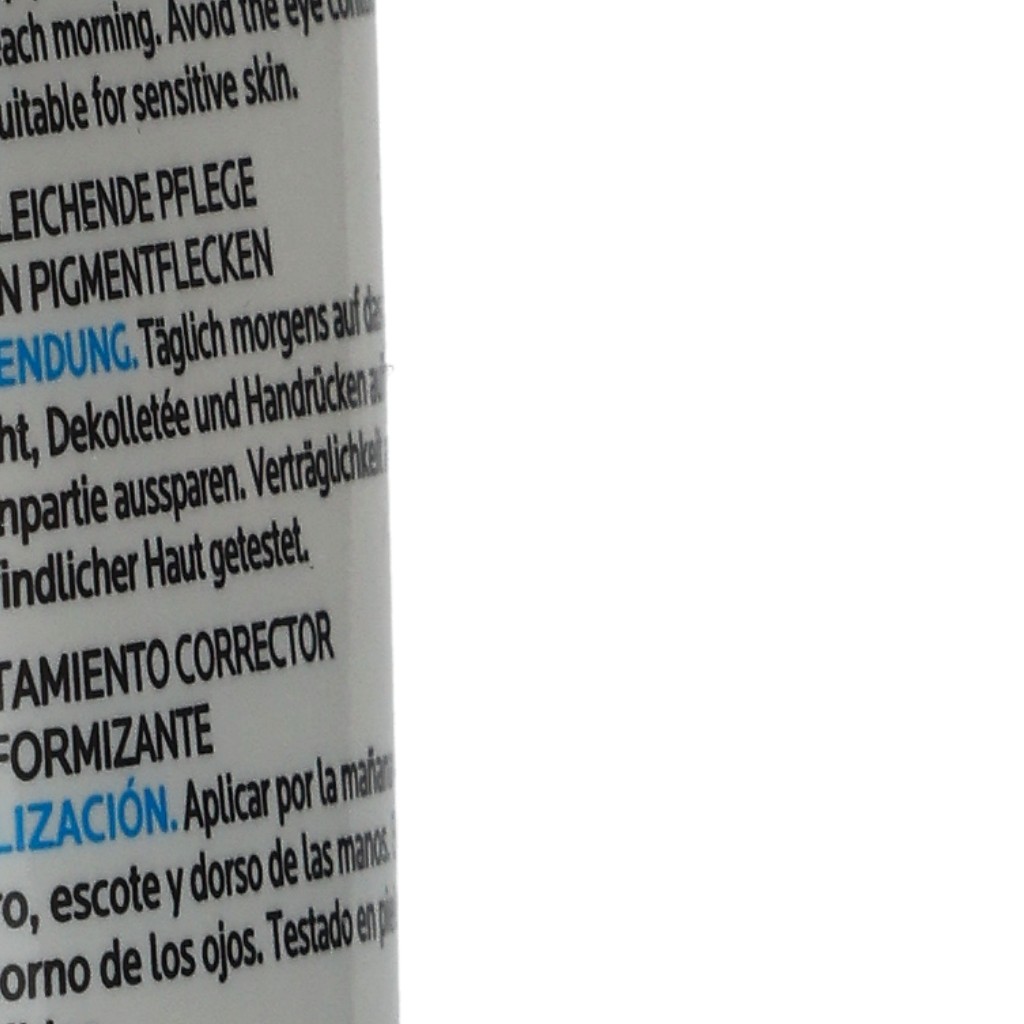 each morning. Avoid the eye
uitable for sensitive skin.
LEICHENDE PFLEGE
N PIGMENTFLECKEN
ENDUNG. Täglich morgens auf das
ht, Dekolletée und Handrücken
npartie aussparen. Verträglichkeit
indlicher Haut getestet.
TAMIENTO CORRECTOR
FORMIZANTE
LIZACIÓN. Aplicar por la mañana
ro, escote y dorso de las manos.
orno de los ojos. Testado en piel